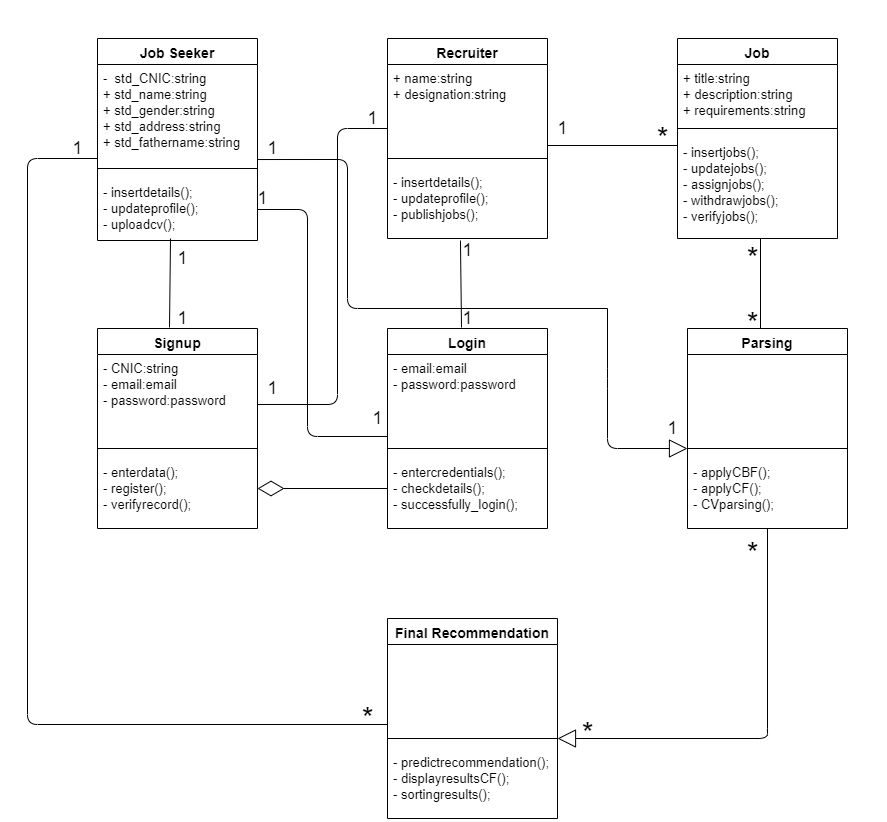 Job Seeker
-  std_CNIC:string
+ std_name:string
+ std_gender:string
+ std_address:string
+ std_fathername:string
- insertdetails();
- updateprofile();
- uploadcv();
Recruiter
+ name:string
+ designation:string
- insertdetails();
- updateprofile();
- publishjobs();
Job
+ title:string
+ description:string
+ requirements:string
- insertjobs();
- updatejobs();
- assignjobs();
- withdrawjobs();
- verifyjobs();
1
1
1
1
1
*
1
1
1
1
*
*
Signup
- CNIC:string
- email:email
- password:password
- enterdata();
- register();
- verifyrecord();
1
1
Login
- email:email
- password:password
- entercredentials();
- checkdetails();
- successfully_login();
1
Parsing
- applyCBF();
- applyCF();
- CVparsing();
*
Final Recommendation
- predictrecommendation();
- displayresultsCF();
- sortingresults();
*
*